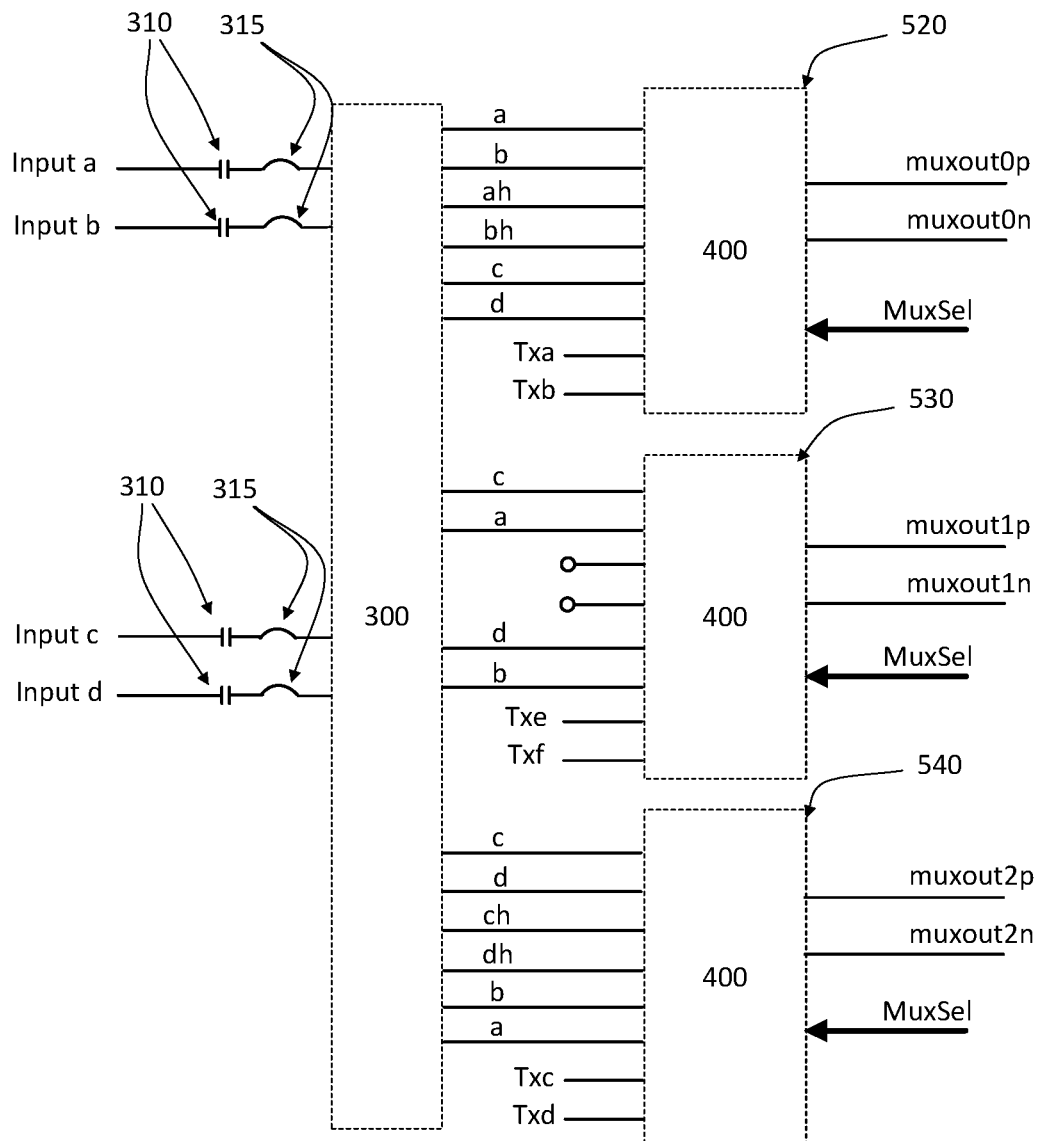 310
315
520
Input a
Input b
a
b
ah
bh
c
d
Txa
Txb
400
muxout0p
muxout0n
MuxSel
530
310
315
Input c
Input d
300
c
a
d
b
Txe
Txf
400
muxout1p
muxout1n
MuxSel
540
c
d
ch
dh
b
a
Txc
Txd
400
muxout2p
muxout2n
MuxSel